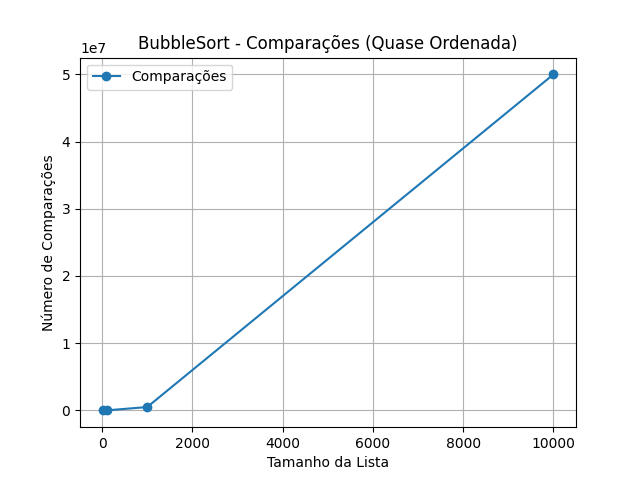 BubbleSort - Comparações (Quase Ordenada)
1e7
Comparações
5
4
3
2
1
0
Número de Comparações
0 2000 4000 6000 8000 10000
Tamanho da Lista